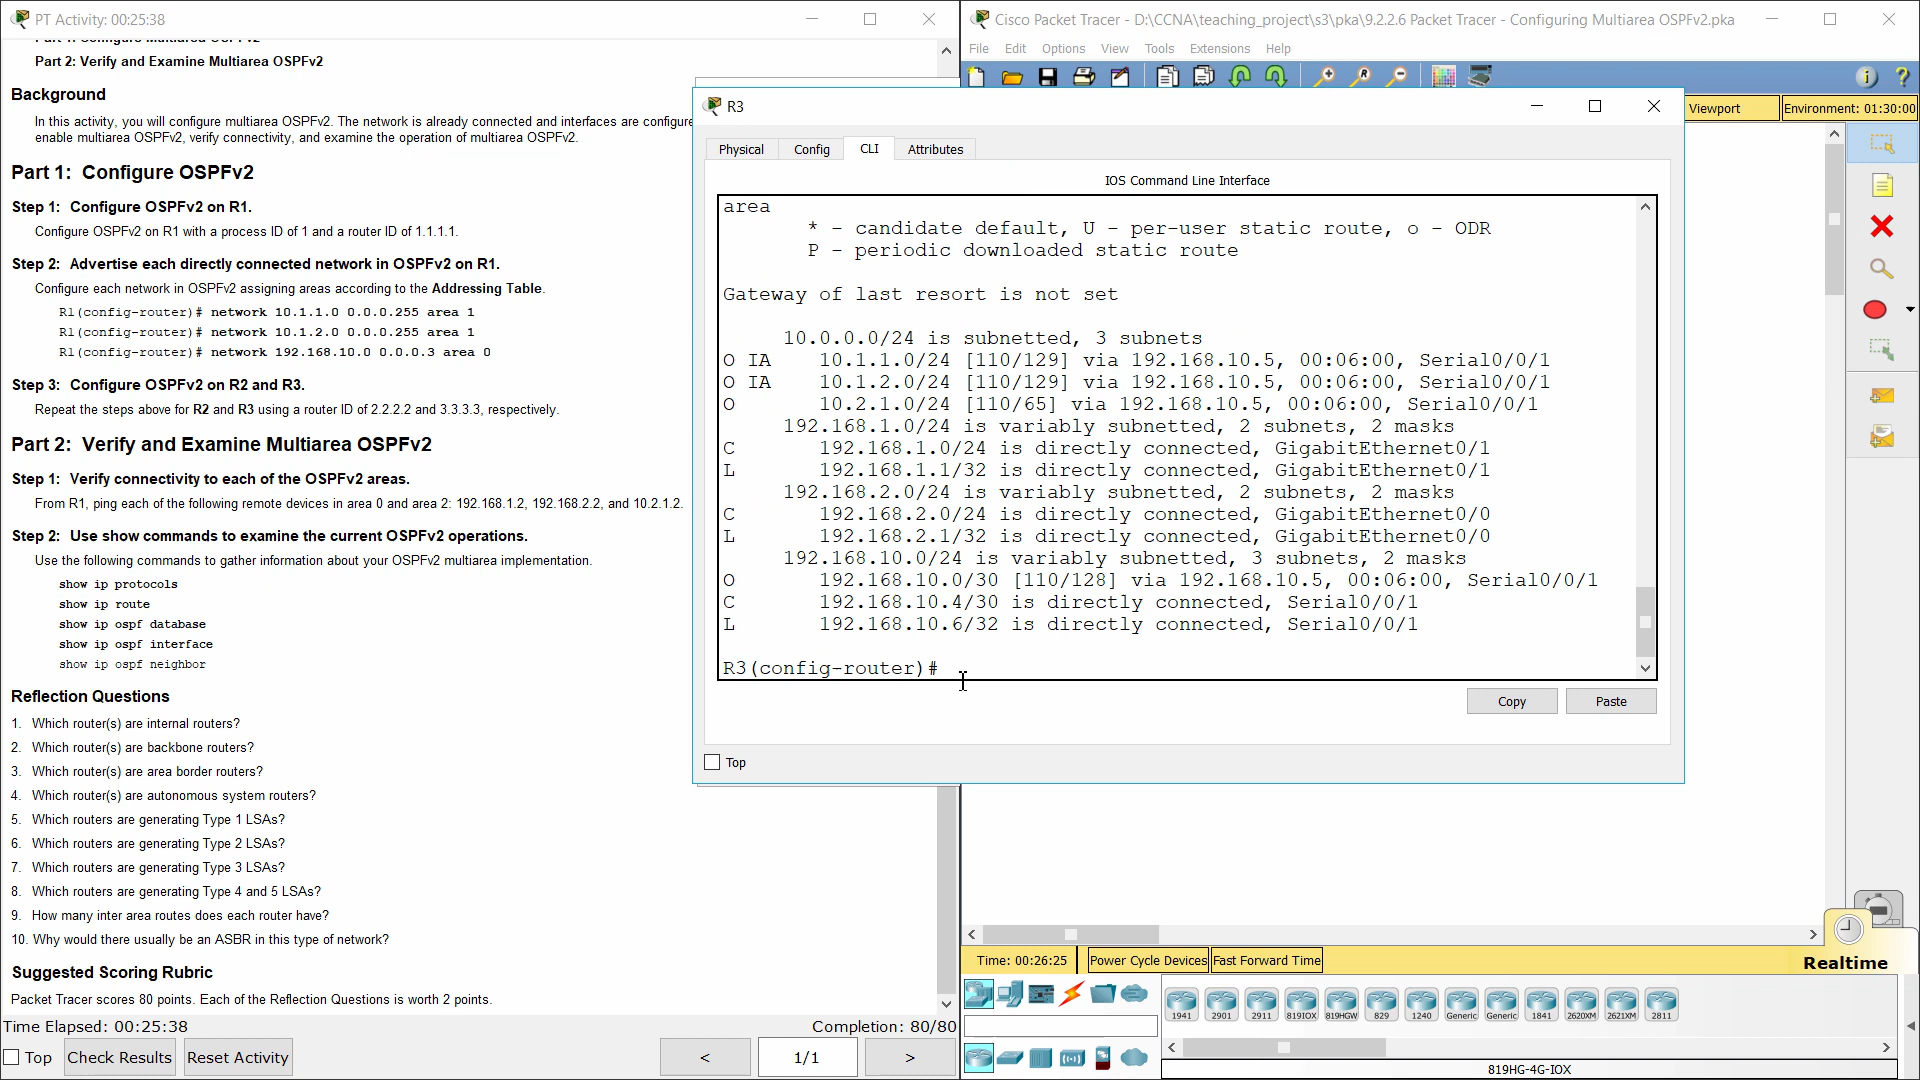 PT Activity: 00:25:38
Part 2: Verify and Examine Multiarea OSPFv2
Background
In this activity, you will configure multiarea OSPFv2. The network is already connected and interfaces are configure
enable multiarea OSPFv2, verify connectivity, and examine the operation of multiarea OSPFv2.
Part 1: Configure OSPFv2
Step 1: Configure OSPFv2 on R1.
Configure OSPFv2 on R1 with a process ID of 1 and a router ID of 1.1.1.1.
Step 2: Advertise each directly connected network in OSPFv2 on R1.
Configure each network in OSPFv2 assigning areas according to the Addressing Table.
R1(config-router)# network 10.1.1.0 0.0.0.255 area 1
R1(config-router)# network 10.1.2.0 0.0.0.255 area 1
R1(config-router)# network 192.168.10.0 0.0.0.3 area 0
Step 3: Configure OSPFv2 on R2 and R3.
Repeat the steps above for R2 and R3 using a router ID of 2.2.2.2 and 3.3.3.3, respectively.
Part 2: Verify and Examine Multiarea OSPFv2
Step 1: Verify connectivity to each of the OSPFv2 areas.
From R1, ping each of the following remote devices in area 0 and area 2: 192.168.1.2, 192.168.2.2, and 10.2.1.2.
Step 2: Use show commands to examine the current OSPFv2 operations.
Use the following commands to gather information about your OSPFv2 multiarea implementation.
show ip protocols
show ip route
show ip ospf database
show ip ospf interface
show ip ospf neighbor
Reflection Questions
1. Which router(s) are internal routers?
2. Which router(s) are backbone routers?
3. Which router(s) are area border routers?
4. Which router(s) are autonomous system routers?
5. Which routers are generating Type 1 LSAs?
6. Which routers are generating Type 2 LSAs?
7. Which routers are generating Type 3 LSAs?
8. Which routers are generating Type 4 and 5 LSAs?
9. How many inter area routes does each router have?
10. Why would there usually be an ASBR in this type of network?
Suggested Scoring Rubric
Packet Tracer scores 80 points. Each of the Reflection Questions is worth 2 points.
Time Elapsed: 00:25:38 Completion: 80/80
Top Check Results Reset Activity < 1/1 >
Cisco Packet Tracer - D:\CCNA\teaching_project\s3\pka\9.2.2.6 Packet Tracer - Configuring Multiarea OSPFv2.pka
File Edit Options View Tools Extensions Help
Viewport Environment: 01:30:00
R3
Physical Config CLI Attributes
IOS Command Line Interface
area
* - candidate default, U - per-user static route, o - ODR
P - periodic downloaded static route
Gateway of last resort is not set
10.0.0.0/24 is subnetted, 3 subnets
O IA 10.1.1.0/24 [110/129] via 192.168.10.5, 00:06:00, Serial0/0/1
O IA 10.1.2.0/24 [110/129] via 192.168.10.5, 00:06:00, Serial0/0/1
O 10.2.1.0/24 [110/65] via 192.168.10.5, 00:06:00, Serial0/0/1
192.168.1.0/24 is variably subnetted, 2 subnets, 2 masks
C 192.168.1.0/24 is directly connected, GigabitEthernet0/1
L 192.168.1.1/32 is directly connected, GigabitEthernet0/1
192.168.2.0/24 is variably subnetted, 2 subnets, 2 masks
C 192.168.2.0/24 is directly connected, GigabitEthernet0/0
L 192.168.2.1/32 is directly connected, GigabitEthernet0/0
192.168.10.0/24 is variably subnetted, 3 subnets, 2 masks
O 192.168.10.0/30 [110/128] via 192.168.10.5, 00:06:00, Serial0/0/1
C 192.168.10.4/30 is directly connected, Serial0/0/1
L 192.168.10.6/32 is directly connected, Serial0/0/1
R3(config-router)#
Copy Paste
Top
Time: 00:26:25 Power Cycle Devices Fast Forward Time
Realtime
1941 2901 2911 819IOX 819HGW 829 1240 Generic Generic 1841 2620XM 2621XM 2811
819HG-4G-IOX